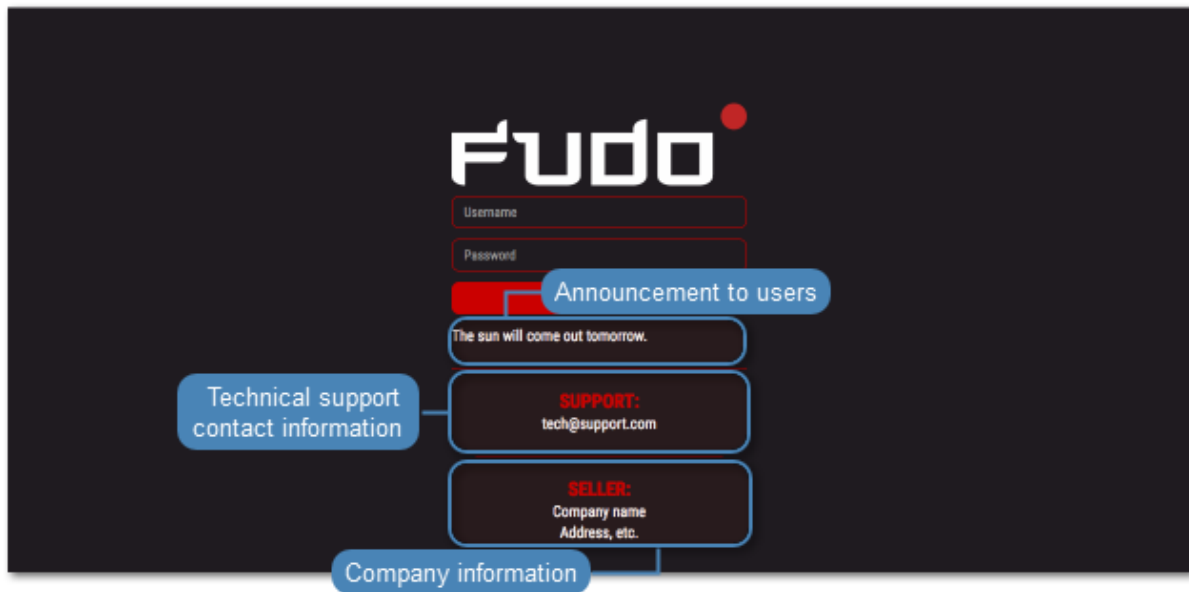 FUDO
Username
Password
Announcement to users
The sun will come out tomorrow.
Technical support
contact information
SUPPORT:
tech@support.com
SELLER:
Company name
Address, etc.
Company information